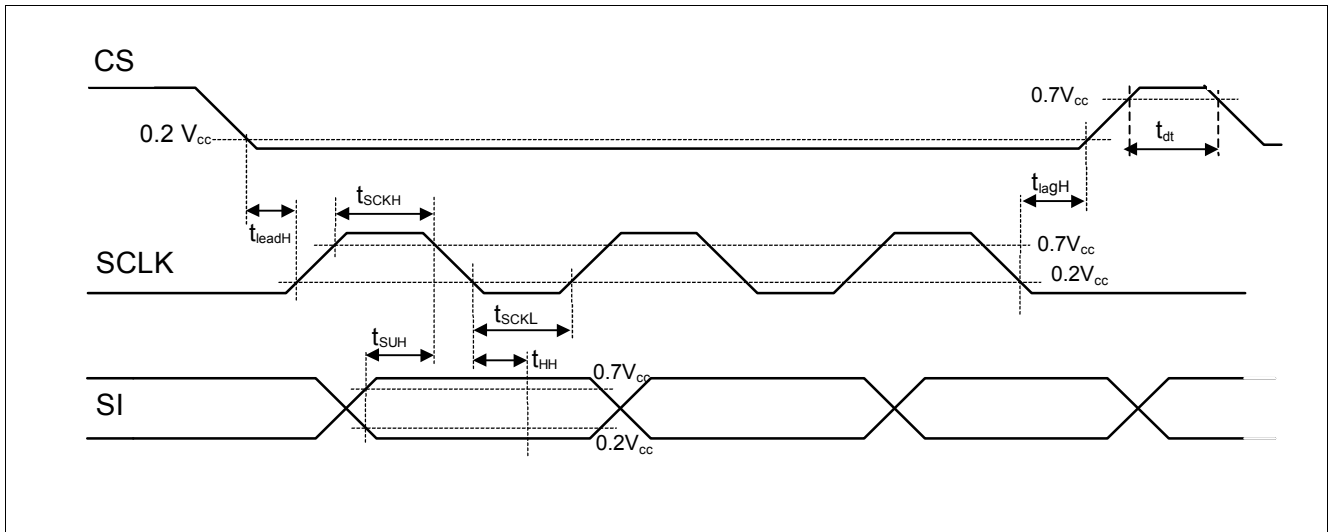 CS
0.7Vcc
0.2 Vcc
tdt
tSCKH
tlagH
tleadH
0.7Vcc
SCLK
0.2Vcc
tSCKL
tSUH
tHH
0.7Vcc
SI
0.2Vcc